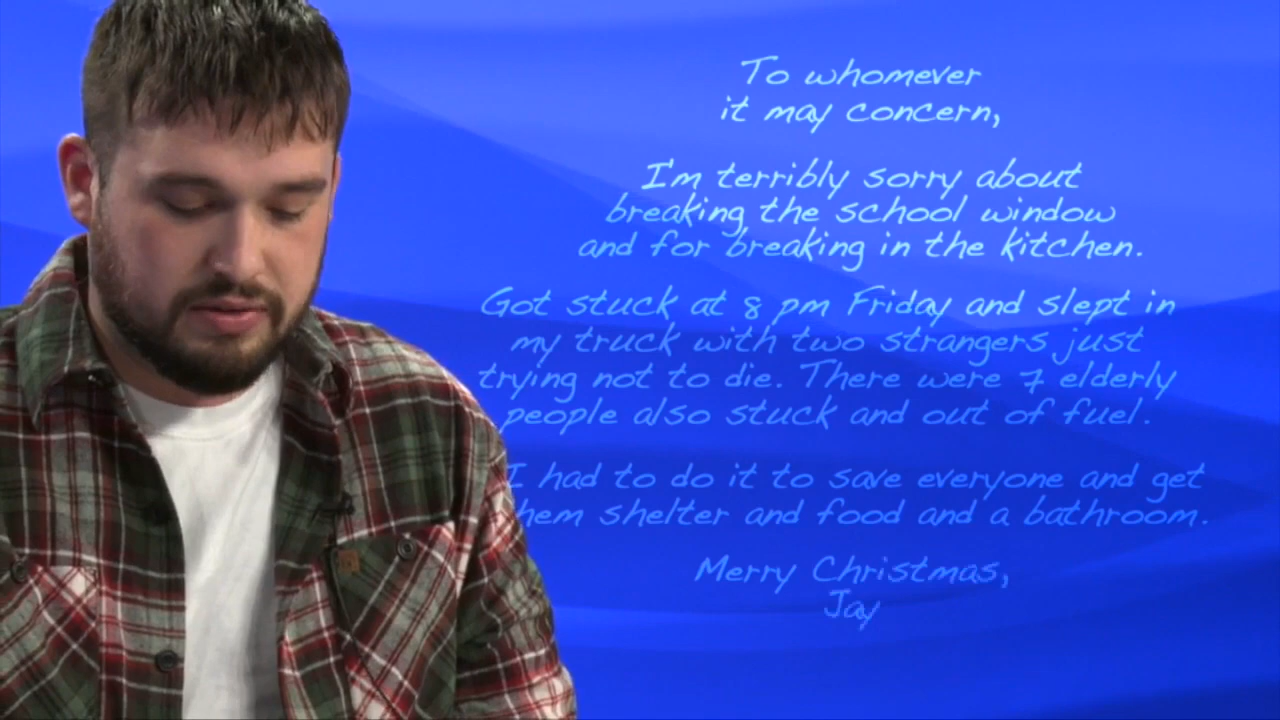 To whomever
it may concern,
I'm terribly sorry about
breaking the school window
and for breaking in the kitchen.
Got stuck at 8 pm Friday and slept in
my truck with two strangers just
trying not to die. There were 7 elderly
people also stuck and out of fuel.
I had to do it to save everyone and get
them shelter and food and a bathroom.
Merry Christmas,
Jay